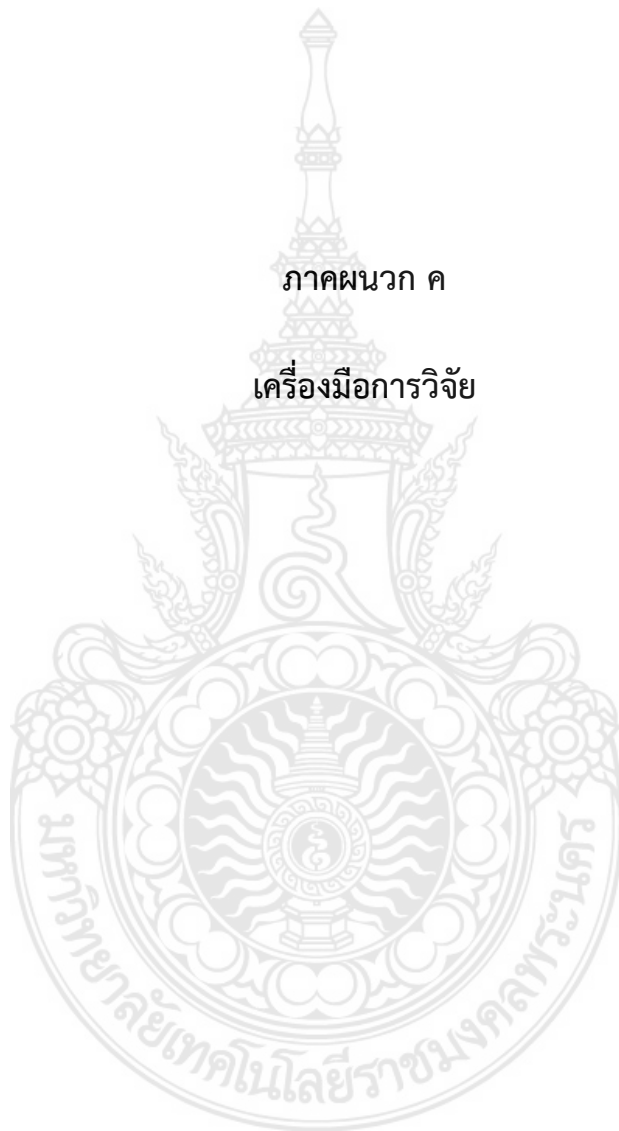 ภาคผนวก ค
เครื่องมือการวิจัย
มหาวิทยาลัยเทคโนโลยีราชมงคลพระนคร